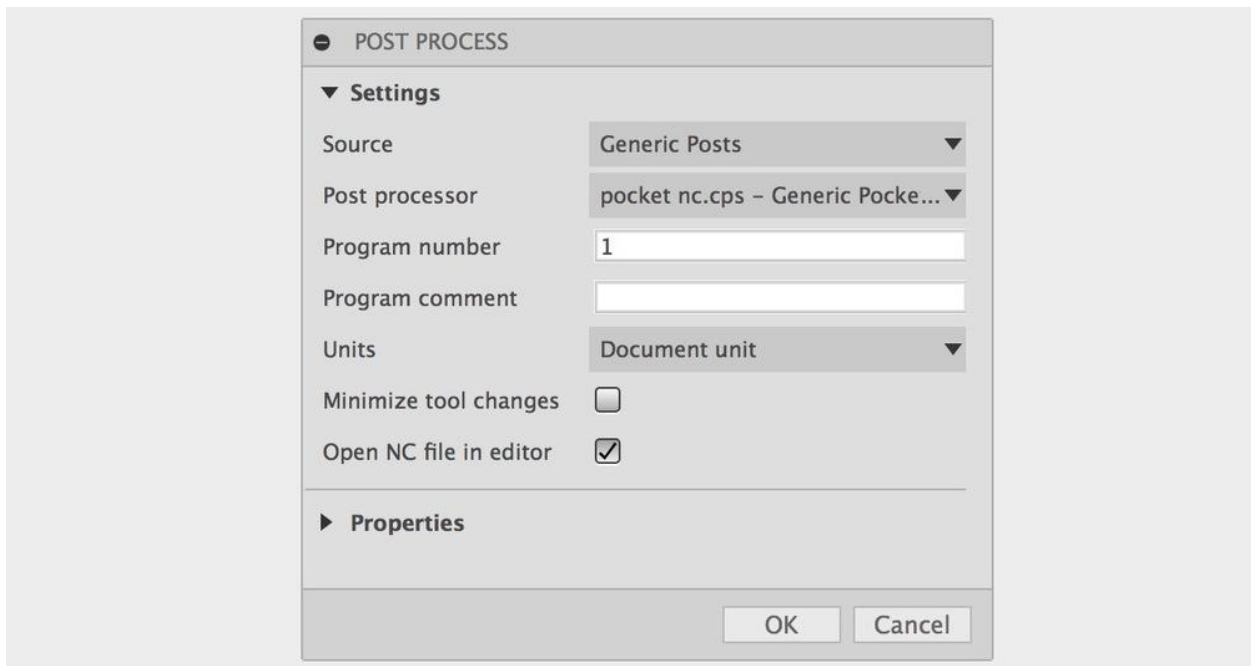 POST PROCESS
Settings
Source Generic Posts
Post processor pocket nc.cps – Generic Pocke...
Program number 1
Program comment
Units Document unit
Minimize tool changes
Open NC file in editor
Properties
OK Cancel